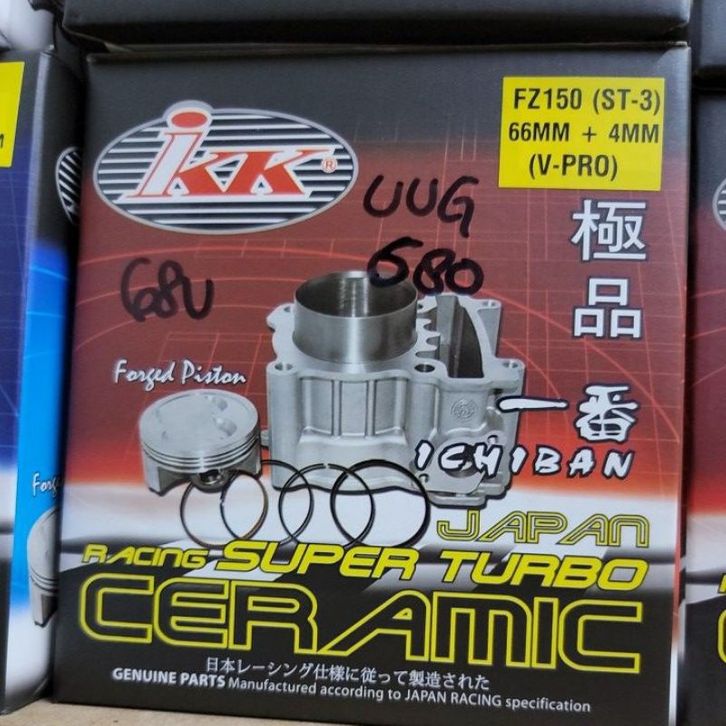 FZ150 (ST-3)
66MM + 4MM
(V-PRO)
ikk®
UUG
680
68U
極品
Forged Piston
一番
ICHIBAN
JAPAN
RACING SUPER TURBO
CERAMIC
日本レーシング仕様に従って製造された
GENUINE PARTS Manufactured according to JAPAN RACING specification